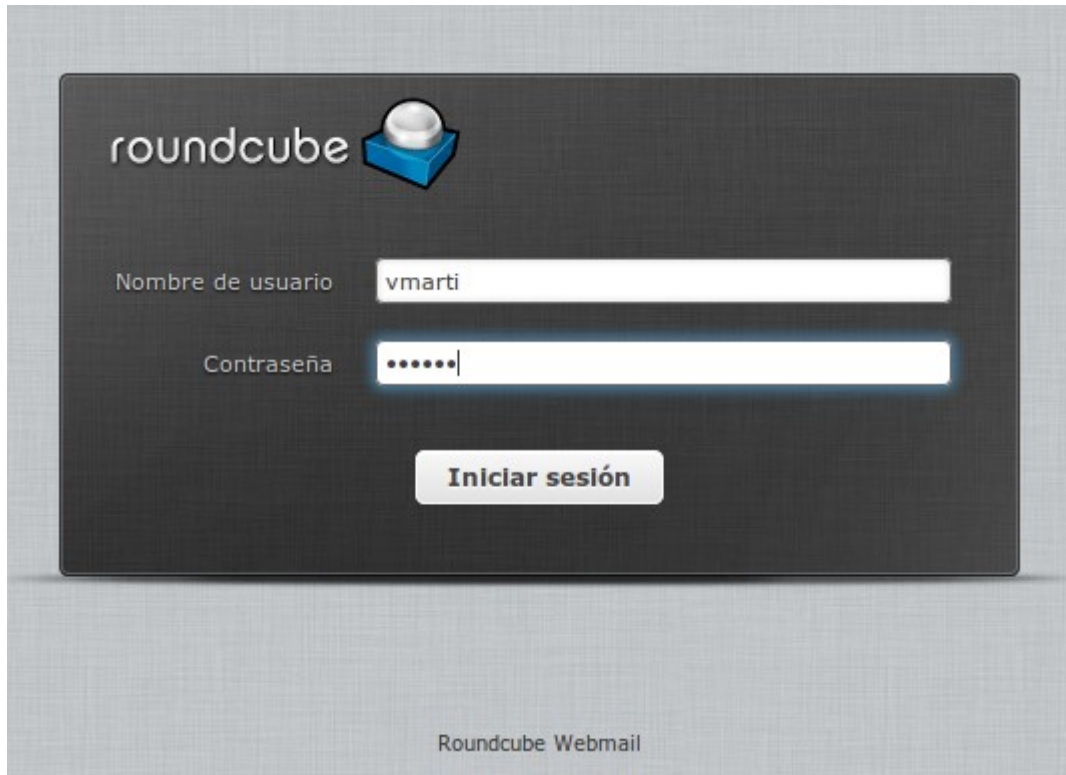 roundcube
Nombre de usuario vmarti
Contraseña ••••••
Iniciar sesión
Roundcube Webmail